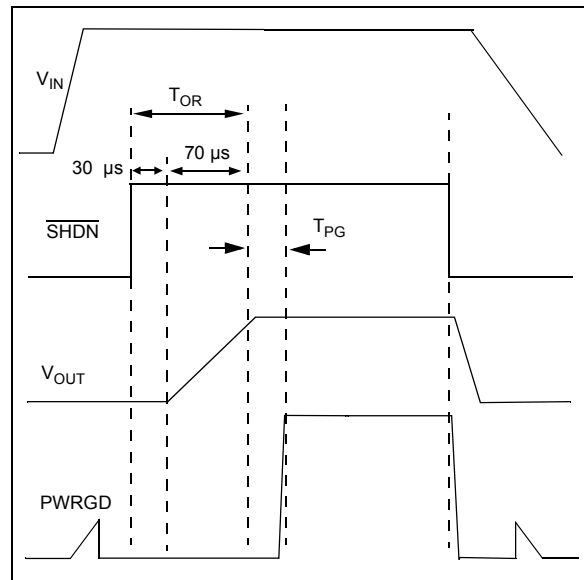 V_IN
T_OR
30 µs
70 µs
SHDN
T_PG
V_OUT
PWRGD